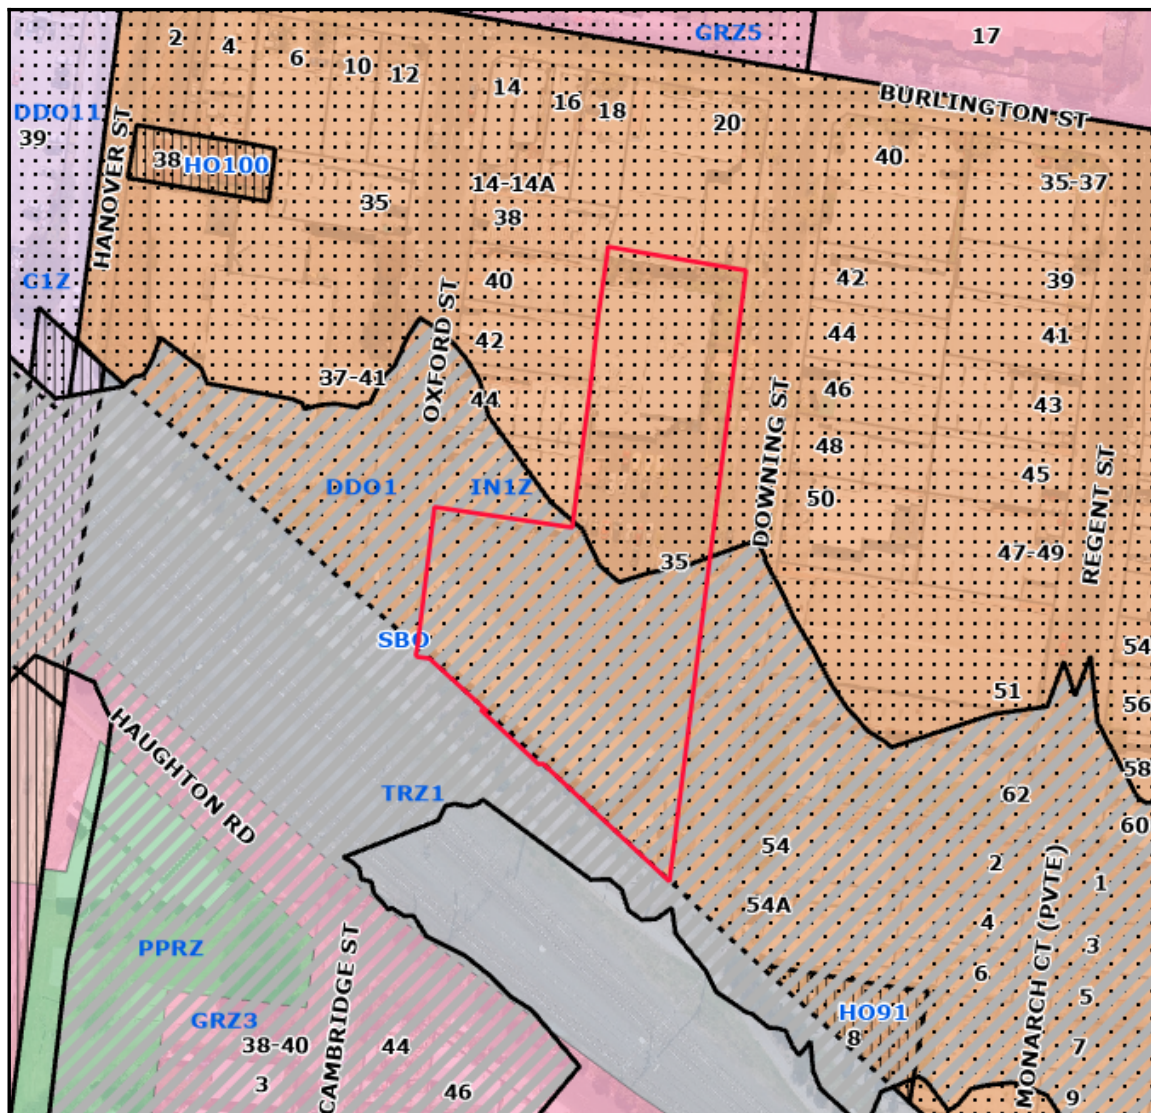 GRZ5
17
2
4
6
10
12
14
16
18
20
BURLINGTON ST
DDO11
39
HANOVER ST
38
HO100
35
14-14A
38
40
35-37
C1Z
40
42
39
OXFORD ST
42
44
41
37-41
44
46
43
DOWNING ST
48
45
REGENT ST
DDO1
IN1Z
50
35
47-49
SBO
54
51
56
HAUGHTON RD
TRZ1
58
62
60
54
2
1
54A
4
3
MONARCH CT (PVTE)
PPRZ
6
5
CAMBRIDGE ST
GRZ3
HO91
38-40
44
8
7
3
46
9